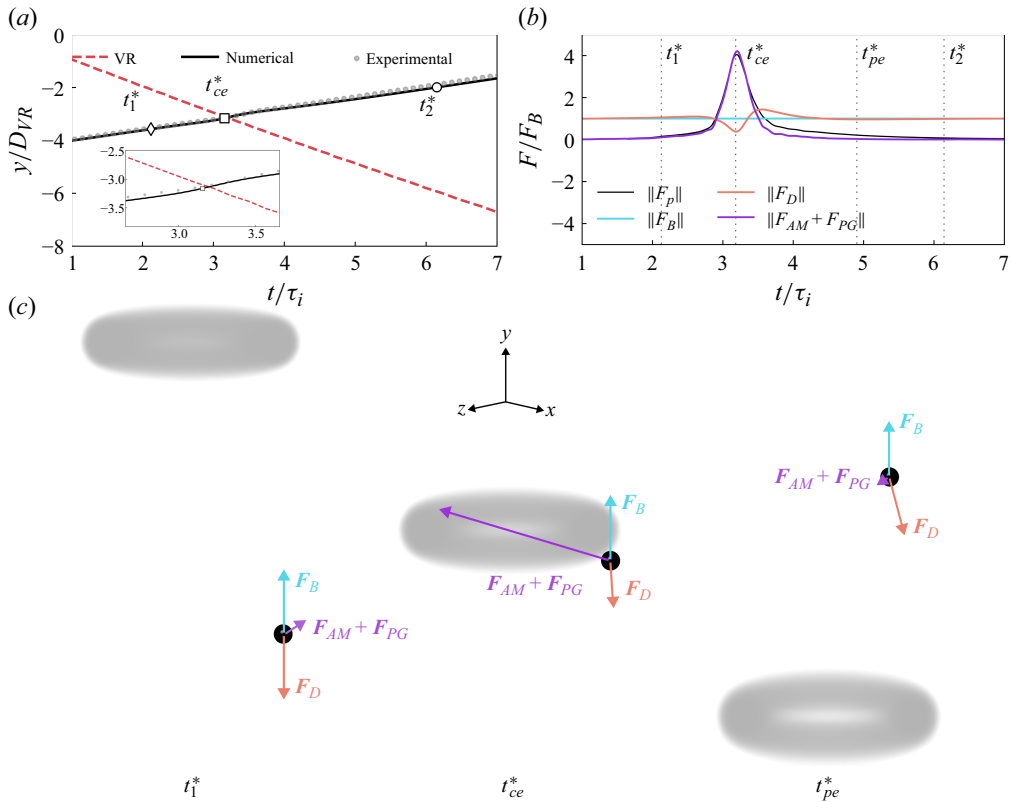 (a)
0
−2
−4
−6
−8
y/D_VR
VR
Numerical
Experimental
t*_1
t*_ce
t*_2
−2.5
−3.0
−3.5
3.0
3.5
1 2 3 4 5 6 7
t/τ_i
(b)
4
2
0
−2
−4
F/F_B
t*_1
t*_ce
t*_pe
t*_2
||F_p||
||F_D||
||F_B||
||F_AM + F_PG||
1 2 3 4 5 6 7
t/τ_i
(c)
y
z
x
F_B
F_AM + F_PG
F_D
F_B
F_AM + F_PG
F_D
F_B
F_AM + F_PG
F_D
t*_1
t*_ce
t*_pe